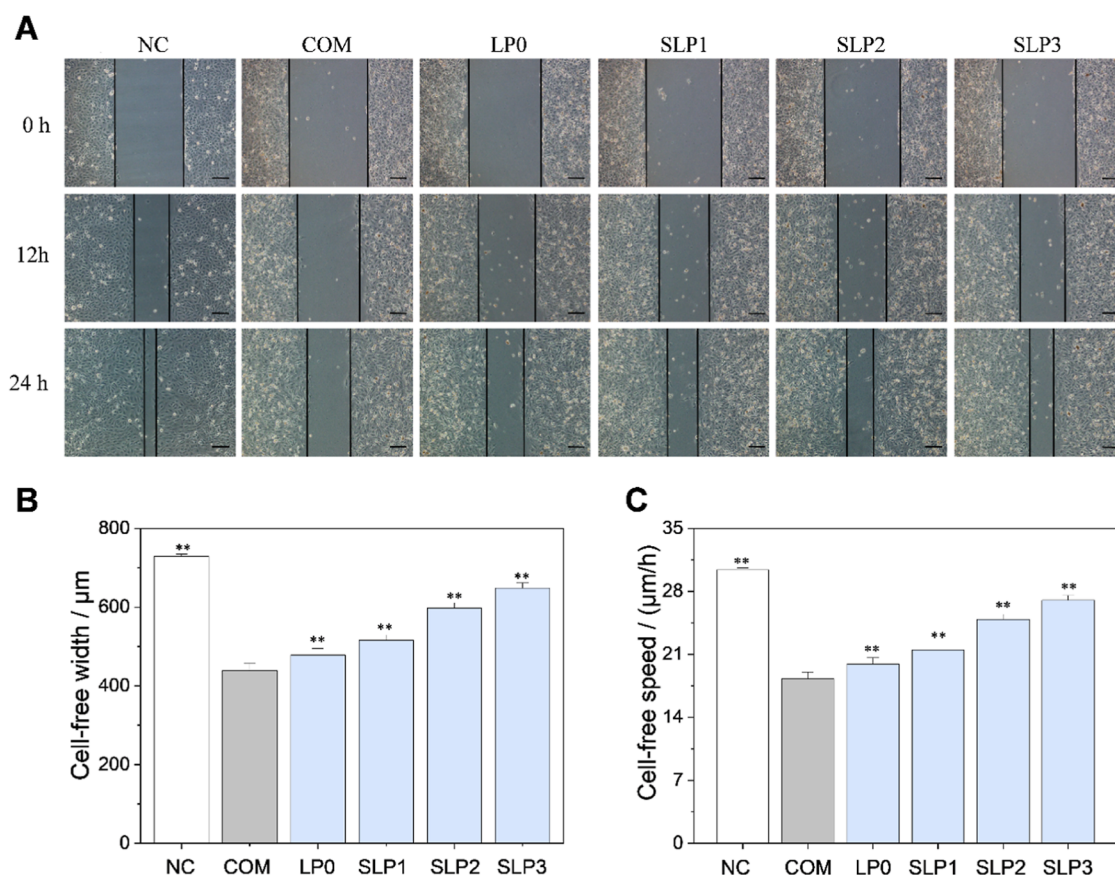 A
NC COM LP0 SLP1 SLP2 SLP3
0 h
12h
24 h
B
Cell-free width / μm
800
600
400
200
0
**
**
**
**
**
NC COM LP0 SLP1 SLP2 SLP3
C
Cell-free speed / (μm/h)
35
28
21
14
7
0
**
**
**
**
**
NC COM LP0 SLP1 SLP2 SLP3